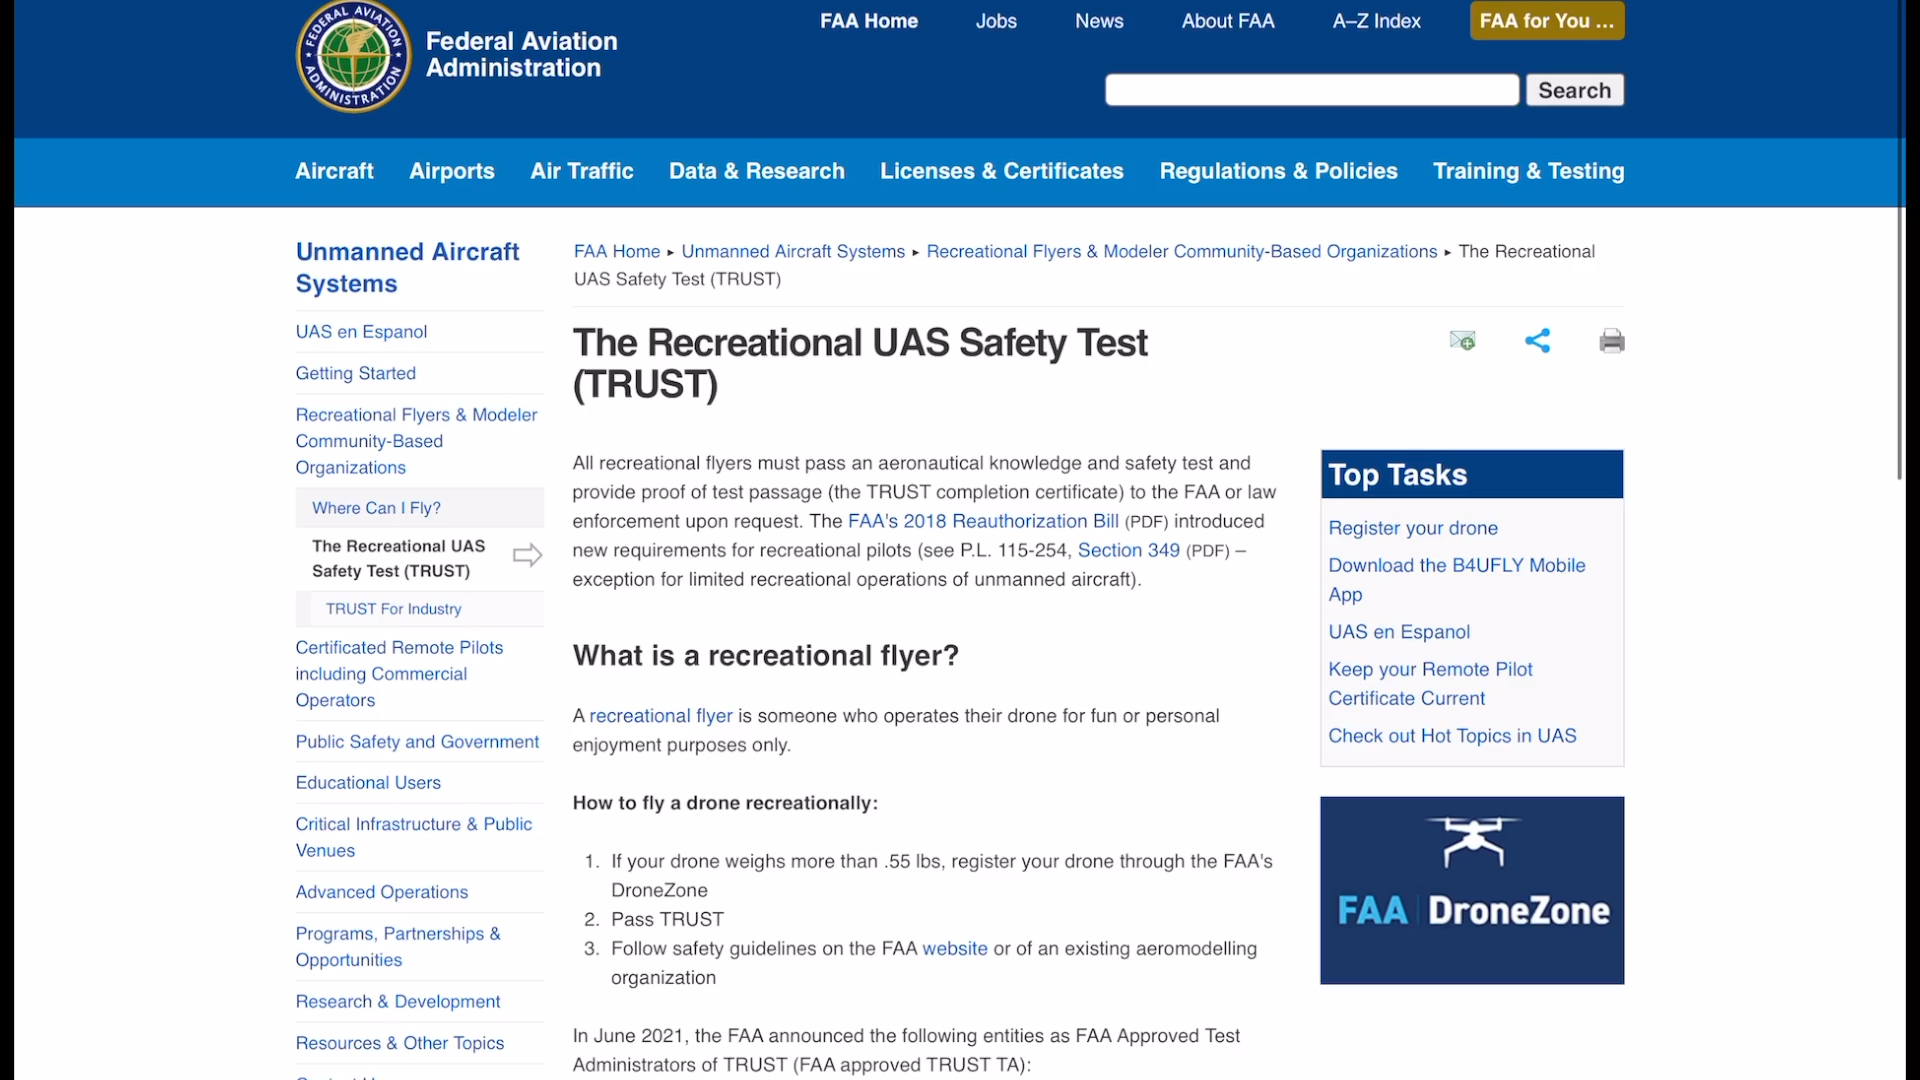 FEDERAL AVIATION
ADMINISTRATION
Federal Aviation
Administration
FAA Home
Jobs
News
About FAA
A–Z Index
FAA for You ...
Search
Aircraft
Airports
Air Traffic
Data & Research
Licenses & Certificates
Regulations & Policies
Training & Testing
Unmanned Aircraft
Systems
UAS en Espanol
Getting Started
Recreational Flyers & Modeler
Community-Based
Organizations
Where Can I Fly?
The Recreational UAS
Safety Test (TRUST)
TRUST For Industry
Certificated Remote Pilots
including Commercial
Operators
Public Safety and Government
Educational Users
Critical Infrastructure & Public
Venues
Advanced Operations
Programs, Partnerships &
Opportunities
Research & Development
Resources & Other Topics
FAA Home ▸ Unmanned Aircraft Systems ▸ Recreational Flyers & Modeler Community-Based Organizations ▸ The Recreational
UAS Safety Test (TRUST)
The Recreational UAS Safety Test
(TRUST)
All recreational flyers must pass an aeronautical knowledge and safety test and
provide proof of test passage (the TRUST completion certificate) to the FAA or law
enforcement upon request. The FAA's 2018 Reauthorization Bill (PDF) introduced
new requirements for recreational pilots (see P.L. 115-254, Section 349 (PDF) –
exception for limited recreational operations of unmanned aircraft).
What is a recreational flyer?
A recreational flyer is someone who operates their drone for fun or personal
enjoyment purposes only.
How to fly a drone recreationally:
1. If your drone weighs more than .55 lbs, register your drone through the FAA's
DroneZone
2. Pass TRUST
3. Follow safety guidelines on the FAA website or of an existing aeromodelling
organization
In June 2021, the FAA announced the following entities as FAA Approved Test
Administrators of TRUST (FAA approved TRUST TA):
Top Tasks
Register your drone
Download the B4UFLY Mobile
App
UAS en Espanol
Keep your Remote Pilot
Certificate Current
Check out Hot Topics in UAS
FAA DroneZone